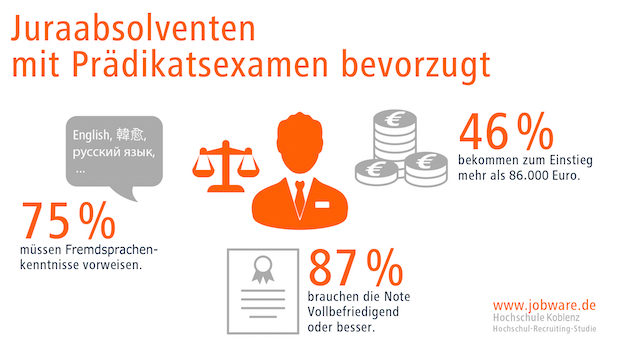 Juraabsolventen
mit Prädikatsexamen bevorzugt
English, 韓愈,
русский язык,
...
75 %
müssen Fremdsprachen-
kenntnisse vorweisen.
46 %
bekommen zum Einstieg
mehr als 86.000 Euro.
€
€
€
87 %
brauchen die Note
Vollbefriedigend
oder besser.
www.jobware.de
Hochschule Koblenz
Hochschul-Recruiting-Studie